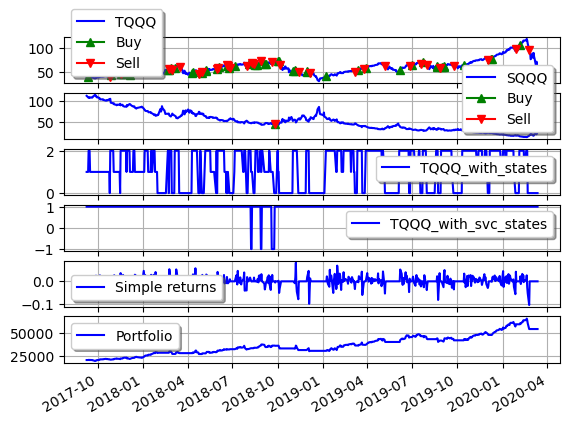 TQQQ
Buy
Sell
100
50
SQQQ
Buy
Sell
100
50
TQQQ_with_states
2
0
TQQQ_with_svc_states
1
0
−1
Simple returns
0.0
−0.1
Portfolio
50000
25000
2017-10
2018-01
2018-04
2018-07
2018-10
2019-01
2019-04
2019-07
2019-10
2020-01
2020-04